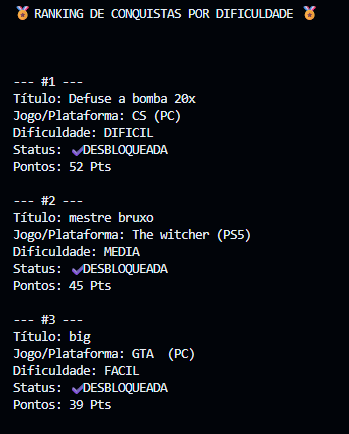 🏅 RANKING DE CONQUISTAS POR DIFICULDADE 🏅
--- #1 ---
Título: Defuse a bomba 20x
Jogo/Plataforma: CS (PC)
Dificuldade: DIFICIL
Status: ✔DESBLOQUEADA
Pontos: 52 Pts
--- #2 ---
Título: mestre bruxo
Jogo/Plataforma: The witcher (PS5)
Dificuldade: MEDIA
Status: ✔DESBLOQUEADA
Pontos: 45 Pts
--- #3 ---
Título: big
Jogo/Plataforma: GTA  (PC)
Dificuldade: FACIL
Status: ✔DESBLOQUEADA
Pontos: 39 Pts